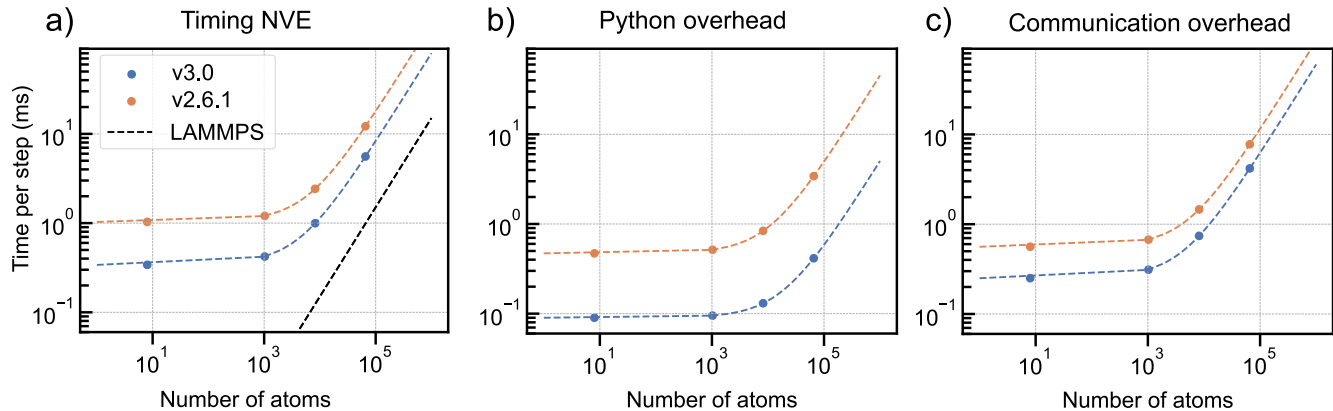 a) Timing NVE
b) Python overhead
c) Communication overhead
Time per step (ms)
v3.0
v2.6.1
LAMMPS
10^1
10^0
10^−1
10^1 10^3 10^5
Number of atoms
10^1
10^0
10^−1
10^1 10^3 10^5
Number of atoms
10^1
10^0
10^−1
10^1 10^3 10^5
Number of atoms